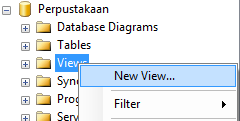 Perpustakaan
Database Diagrams
Tables
Views
New View...
Filter